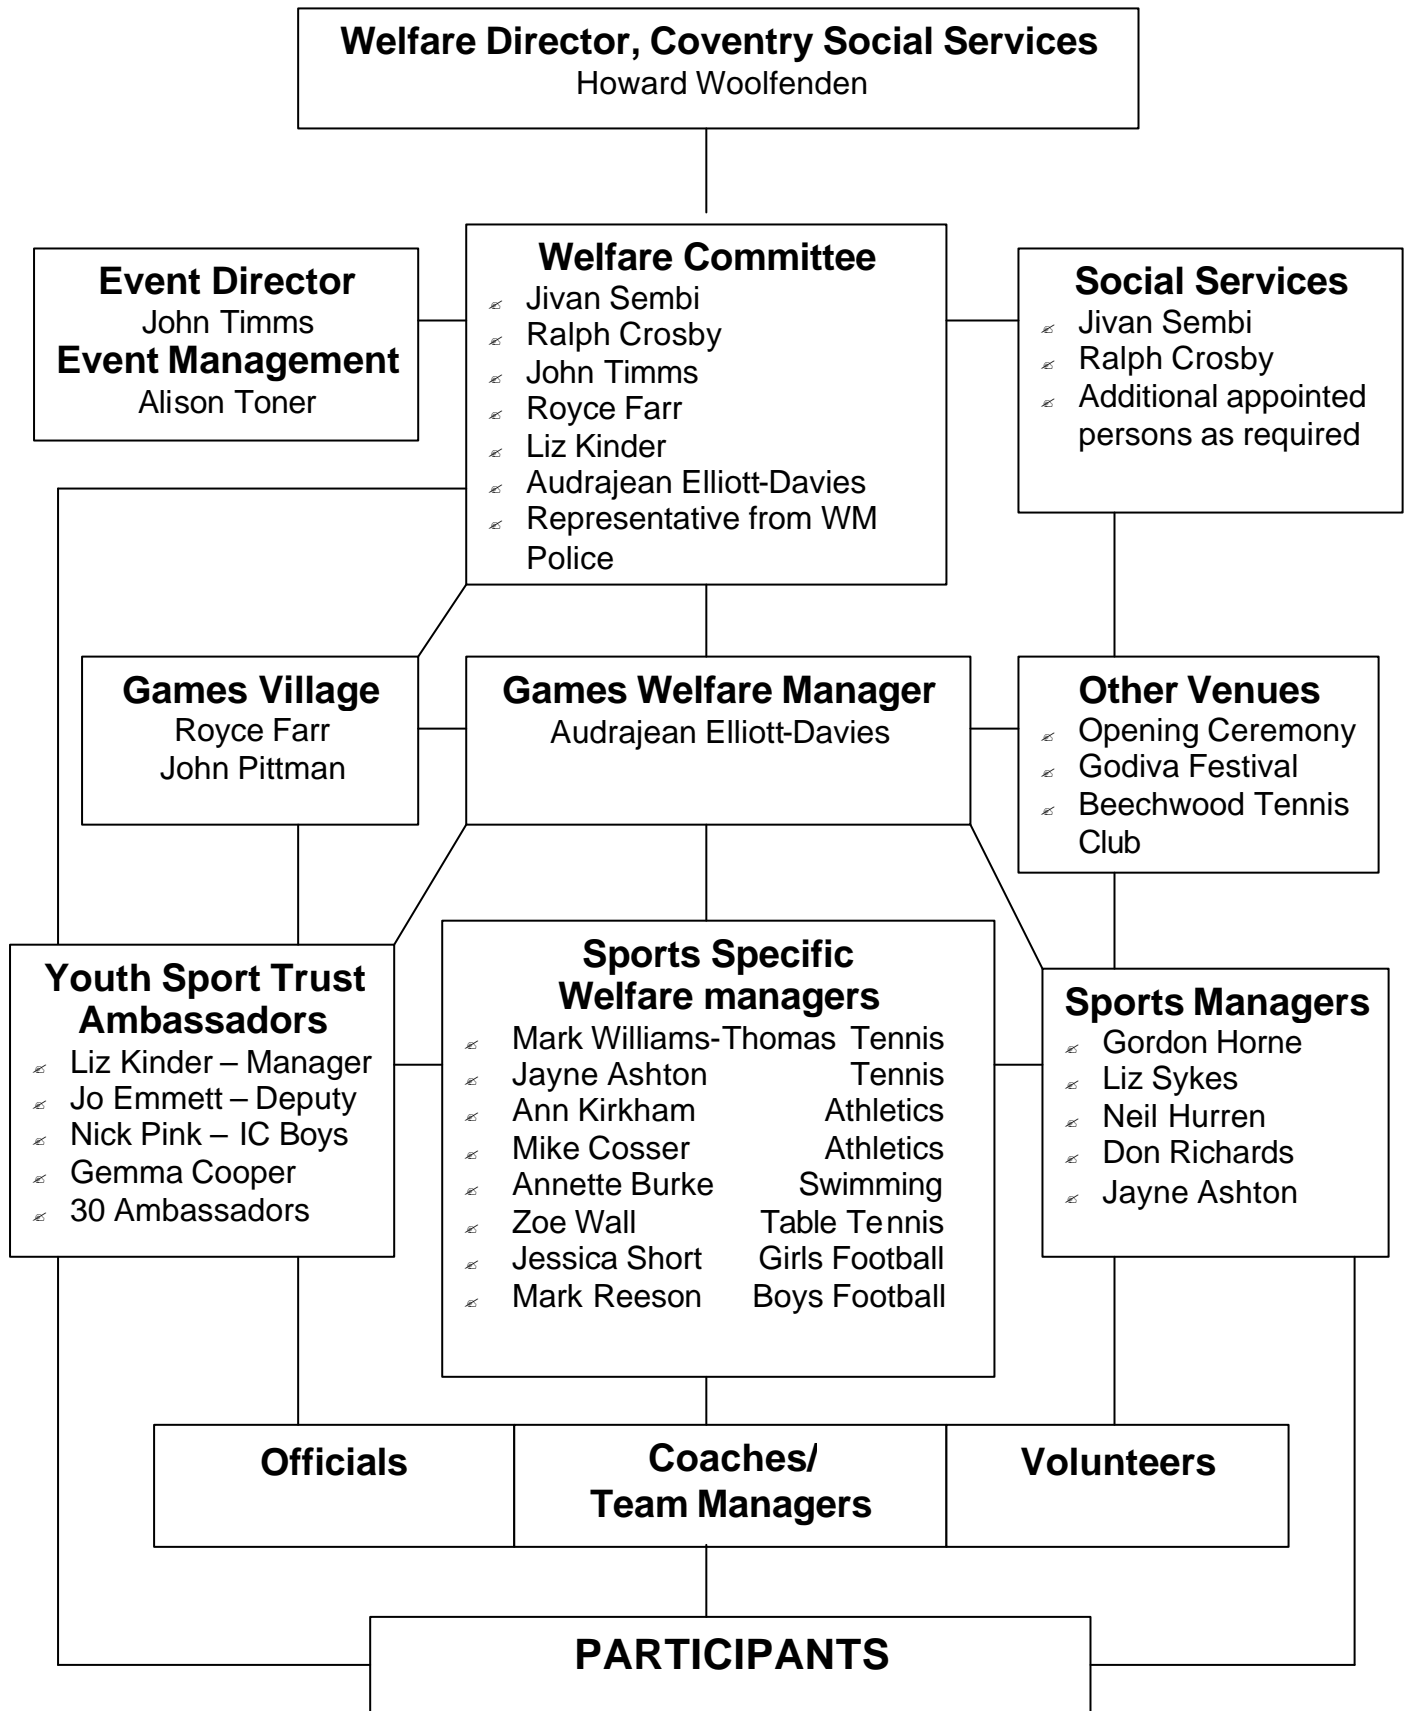 Welfare Director, Coventry Social Services
Howard Woolfenden
Event Director
John Timms
Event Management
Alison Toner
Welfare Committee
Jivan Sembi
Ralph Crosby
John Timms
Royce Farr
Liz Kinder
Audrajean Elliott-Davies
Representative from WM
Police
Social Services
Jivan Sembi
Ralph Crosby
Additional appointed
persons as required
Games Village
Royce Farr
John Pittman
Games Welfare Manager
Audrajean Elliott-Davies
Other Venues
Opening Ceremony
Godiva Festival
Beechwood Tennis
Club
Youth Sport Trust
Ambassadors
Liz Kinder – Manager
Jo Emmett – Deputy
Nick Pink – IC Boys
Gemma Cooper
30 Ambassadors
Sports Specific
Welfare managers
Mark Williams-Thomas Tennis
Jayne Ashton Tennis
Ann Kirkham Athletics
Mike Cosser Athletics
Annette Burke Swimming
Zoe Wall Table Tennis
Jessica Short Girls Football
Mark Reeson Boys Football
Sports Managers
Gordon Horne
Liz Sykes
Neil Hurren
Don Richards
Jayne Ashton
Officials
Coaches/
Team Managers
Volunteers
PARTICIPANTS